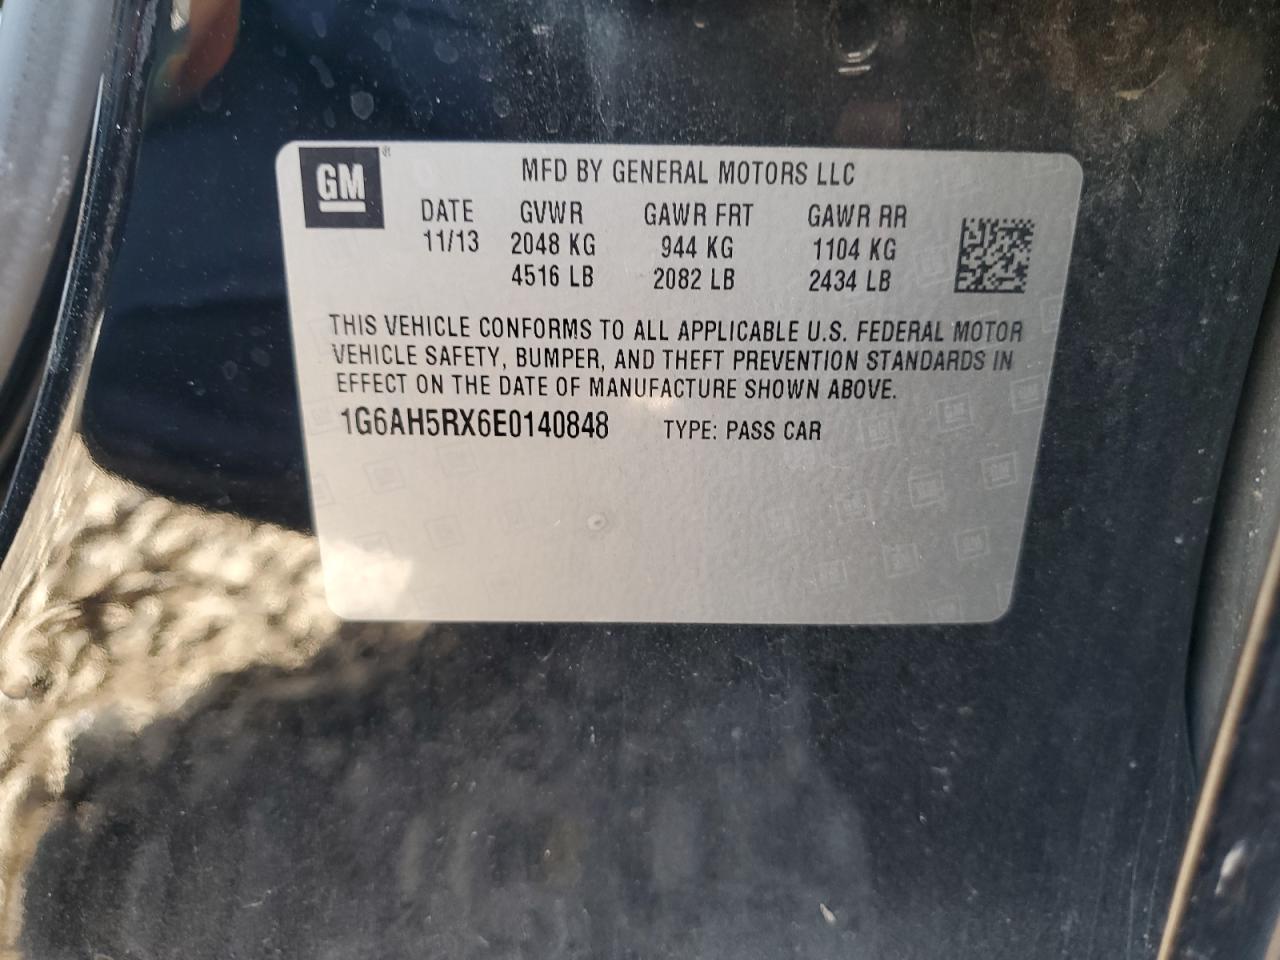 GM
MFD BY GENERAL MOTORS LLC
DATE GVWR GAWR FRT GAWR RR
11/13 2048 KG 944 KG 1104 KG
4516 LB 2082 LB 2434 LB
THIS VEHICLE CONFORMS TO ALL APPLICABLE U.S. FEDERAL MOTOR
VEHICLE SAFETY, BUMPER, AND THEFT PREVENTION STANDARDS IN
EFFECT ON THE DATE OF MANUFACTURE SHOWN ABOVE.
1G6AH5RX6E0140848 TYPE: PASS CAR